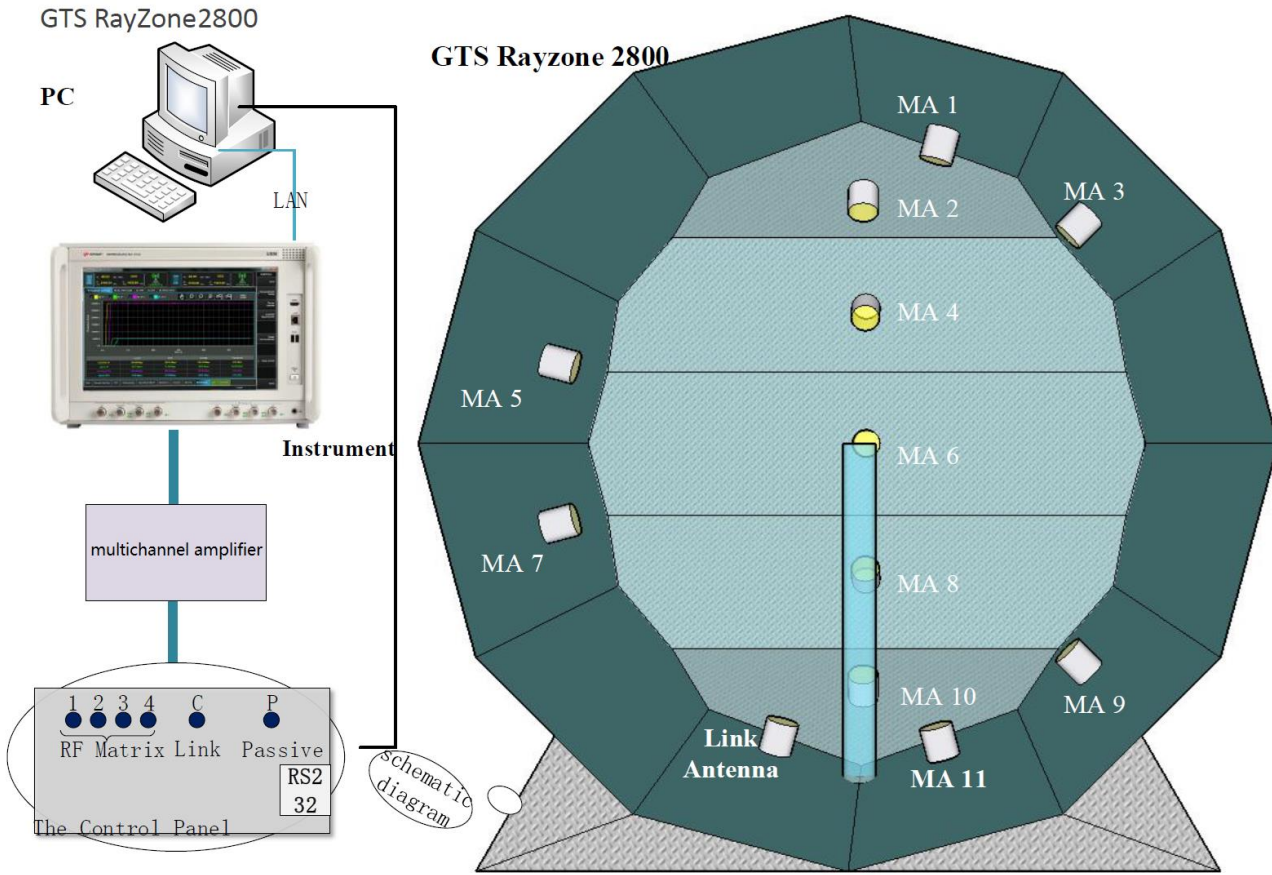 GTS RayZone2800
PC
LAN
Instrument
multichannel amplifier
1 2 3 4 C P
RF Matrix Link Passive
RS2
32
The Control Panel
schematic
diagram
GTS Rayzone 2800
MA 1
MA 2
MA 3
MA 4
MA 5
MA 6
MA 7
MA 8
MA 9
MA 10
Link
Antenna
MA 11